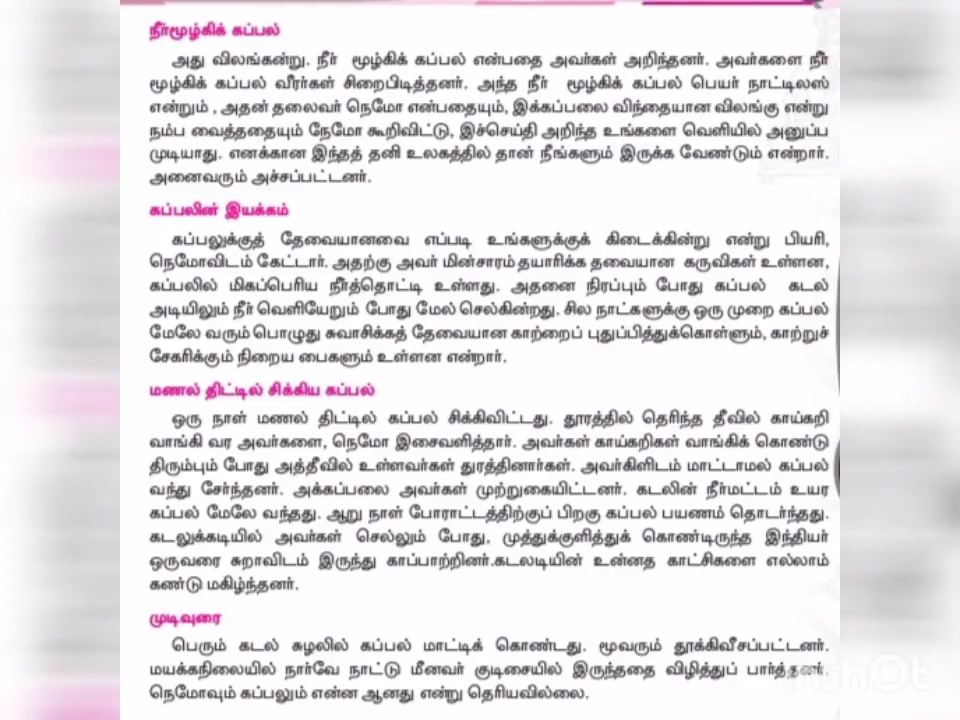 நீர்மூழ்கிக் கப்பல்
அது விலங்கன்று. நீர் மூழ்கிக் கப்பல் என்பதை அவர்கள் அறிந்தனர். அவர்களை நீர்
மூழ்கிக் கப்பல் வீரர்கள் சிறைபிடித்தனர். அந்த நீர் மூழ்கிக் கப்பல் பெயர் நாட்டிலஸ்
என்றும் , அதன் தலைவர் நெமோ என்பதையும், இக்கப்பலை விந்தையான விலங்கு என்று
நம்ப வைத்ததையும் நேமோ கூறிவிட்டு, இச்செய்தி அறிந்த உங்களை வெளியில் அனுப்ப
முடியாது. எனக்கான இந்தத் தனி உலகத்தில் தான் நீங்களும் இருக்க வேண்டும் என்றார்.
அனைவரும் அச்சப்பட்டனர்.
கப்பலின் இயக்கம்
கப்பலுக்குத் தேவையானவை எப்படி உங்களுக்குக் கிடைக்கின்று என்று பியரி,
நெமோவிடம் கேட்டார். அதற்கு அவர் மின்சாரம் தயாரிக்க தவையான கருவிகள் உள்ளன,
கப்பலில் மிகப்பெரிய நீர்த்தொட்டி உள்ளது. அதனை நிரப்பும் போது கப்பல் கடல்
அடியிலும் நீர் வெளியேறும் போது மேல் செல்கின்றது. சில நாட்களுக்கு ஒரு முறை கப்பல்
மேலே வரும் பொழுது சுவாசிக்கத் தேவையான காற்றைப் புதுப்பித்துக்கொள்ளும், காற்றுச்
சேகரிக்கும் நிறைய பைகளும் உள்ளன என்றார்.
மணல் திட்டில் சிக்கிய கப்பல்
ஒரு நாள் மணல் திட்டில் கப்பல் சிக்கிவிட்டது. தூரத்தில் தெரிந்த தீவில் காய்கறி
வாங்கி வர அவர்களை, நெமோ இசைவளித்தார். அவர்கள் காய்கறிகள் வாங்கிக் கொண்டு
திரும்பும் போது அத்தீவில் உள்ளவர்கள் துரத்தினார்கள். அவர்கிளிடம் மாட்டாமல் கப்பல்
வந்து சேர்ந்தனர். அக்கப்பலை அவர்கள் முற்றுகையிட்டனர். கடலின் நீர்மட்டம் உயர
கப்பல் மேலே வந்தது. ஆறு நாள் போராட்டத்திற்குப் பிறகு கப்பல் பயணம் தொடர்ந்தது.
கடலுக்கடியில் அவர்கள் செல்லும் போது, முத்துக்குளித்துக் கொண்டிருந்த இந்தியர்
ஒருவரை சுறாவிடம் இருந்து காப்பாற்றினர்.கடலடியின் உன்னத காட்சிகளை எல்லாம்
கண்டு மகிழ்ந்தனர்.
முடிவுரை
பெரும் கடல் சுழலில் கப்பல் மாட்டிக் கொண்டது. மூவரும் தூக்கிவீசப்பட்டனர்.
மயக்கநிலையில் நார்வே நாட்டு மீனவர் குடிசையில் இருந்ததை விழித்துப் பார்த்தனர்.
நெமோவும் கப்பலும் என்ன ஆனது என்று தெரியவில்லை.